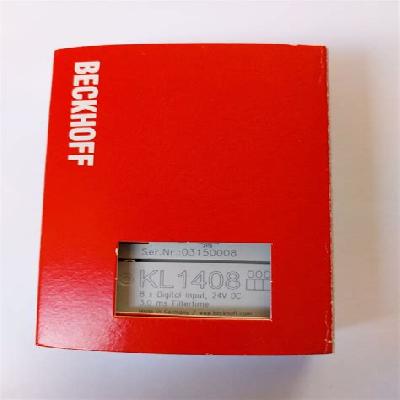 BECKHOFF
Ser.Nr.:03150008
KL1408
8 x Digital Input, 24V DC
3.0 ms Filtertime
Made in Germany / www.beckhoff.com